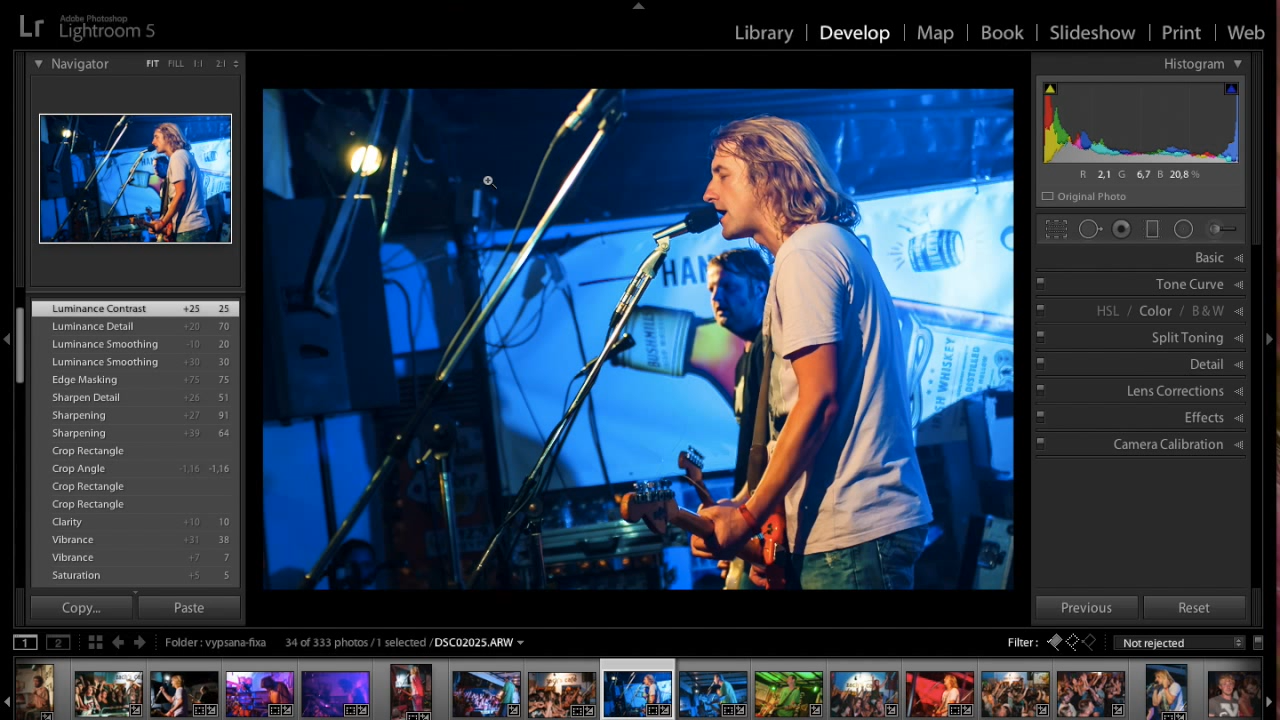 Lr Adobe Photoshop
Lightroom 5
Library | Develop | Map | Book | Slideshow | Print | Web
Navigator FIT FILL 1:1 2:1
Histogram
R 2,1 G 6,7 B 20,8 %
Original Photo
Basic
Tone Curve
HSL / Color / B & W
Split Toning
Detail
Lens Corrections
Effects
Camera Calibration
Luminance Contrast +25 25
Luminance Detail +20 70
Luminance Smoothing -10 20
Luminance Smoothing +30 30
Edge Masking +75 75
Sharpen Detail +26 51
Sharpening +27 91
Sharpening +39 64
Crop Rectangle
Crop Angle -1,16 -1,16
Crop Rectangle
Crop Rectangle
Clarity +10 10
Vibrance +31 38
Vibrance +7 7
Saturation +5 5
HAN
BUSHMILLS
WHISKEY
DISTILLED
Copy... Paste
Previous Reset
1 2 Folder : vypsana-fixa 34 of 333 photos / 1 selected / DSC02025.ARW
Filter : Not rejected